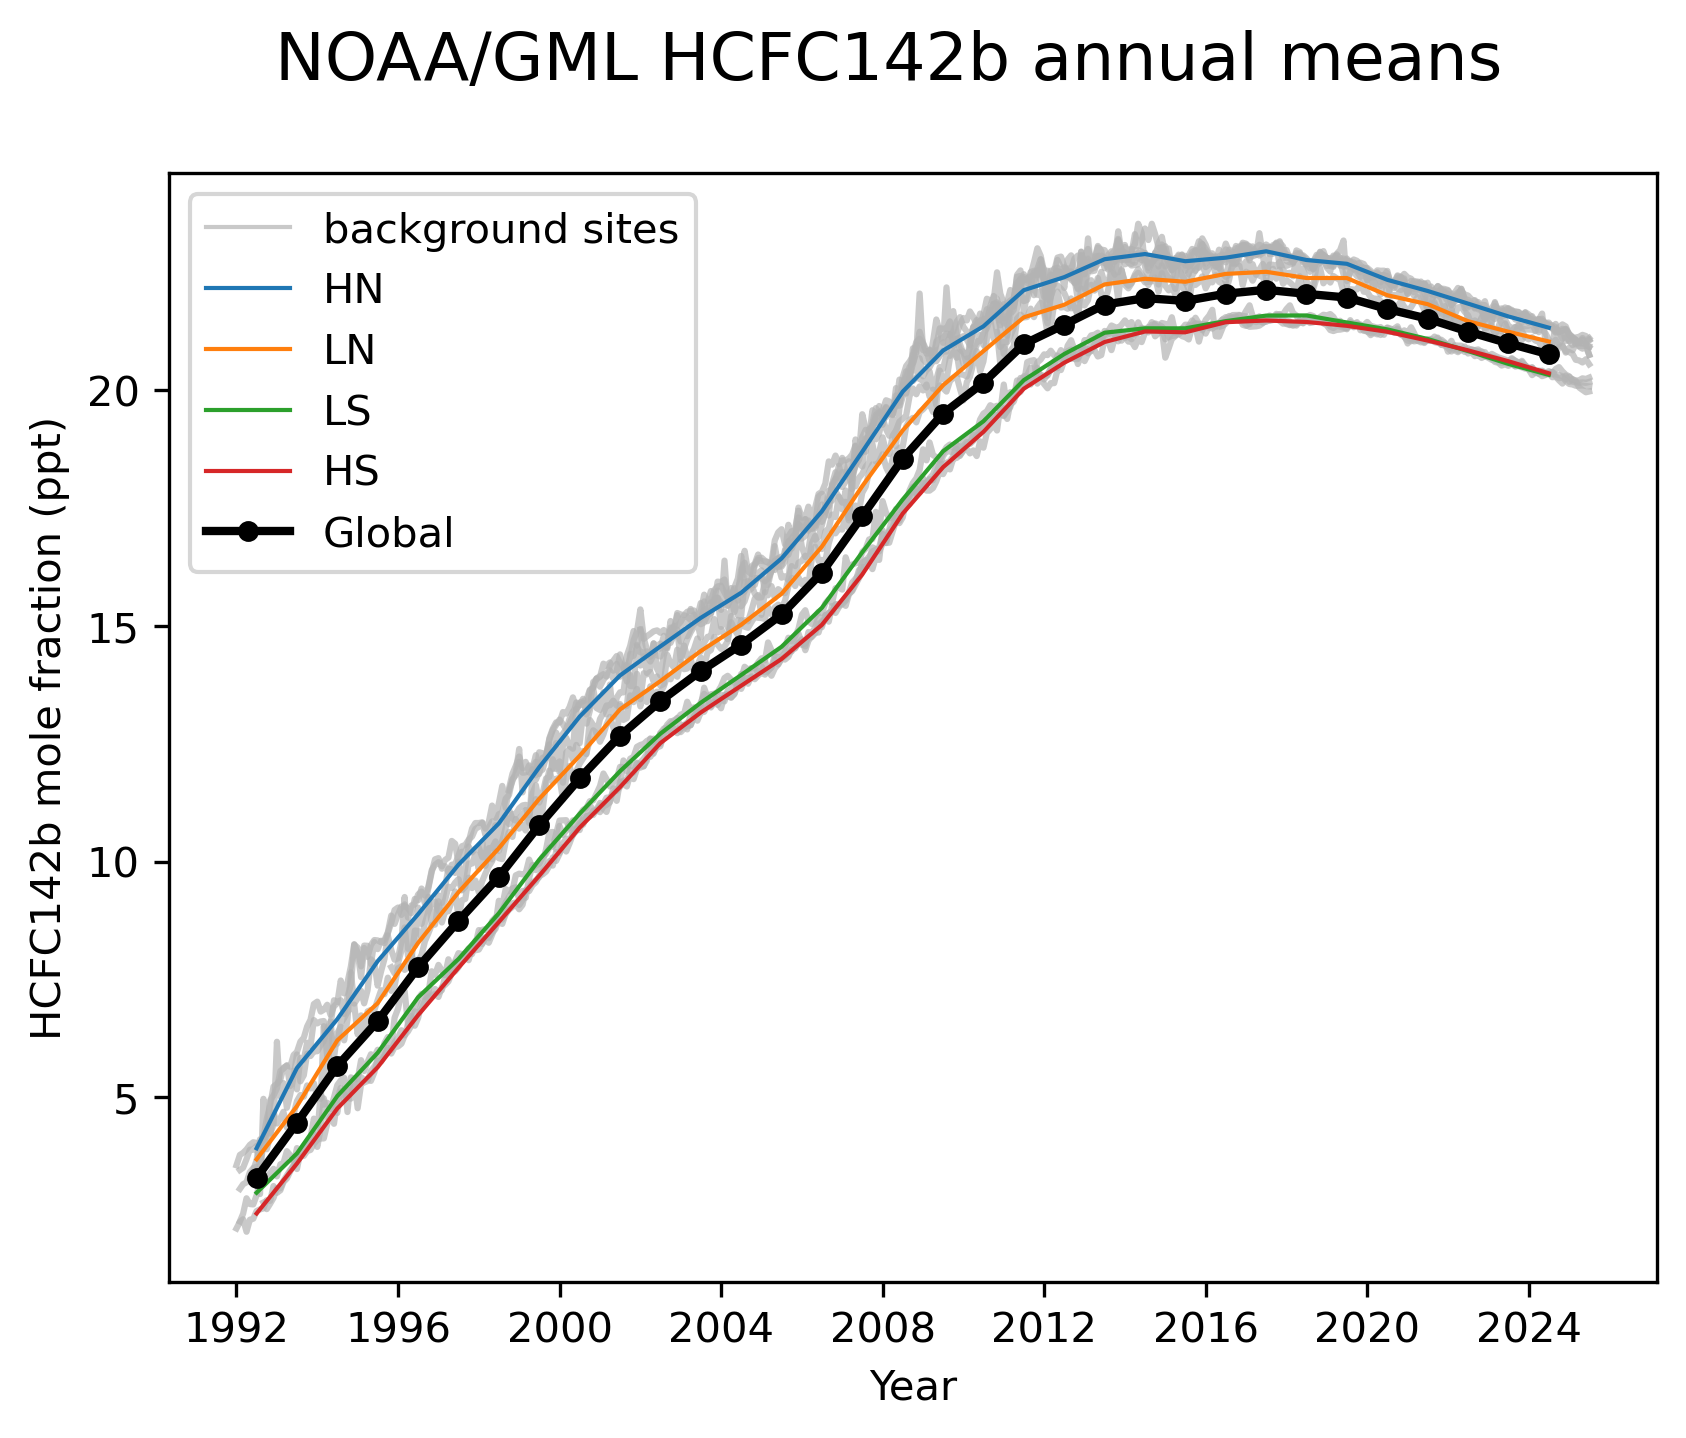 NOAA/GML HCFC142b annual means
background sites
HN
LN
LS
HS
Global
HCFC142b mole fraction (ppt)
20
15
10
5
1992 1996 2000 2004 2008 2012 2016 2020 2024
Year